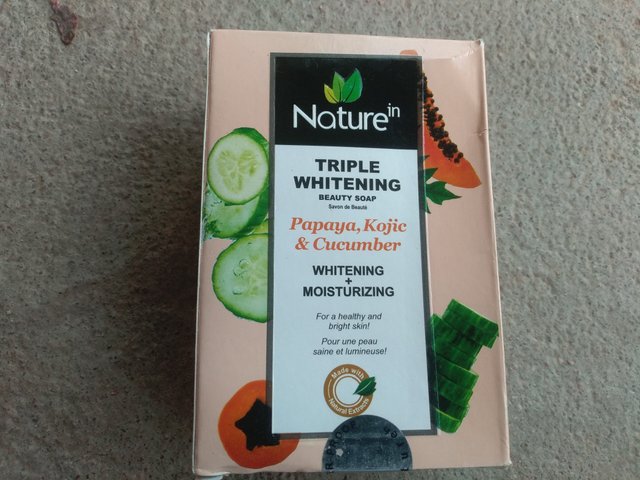 Nature in
TRIPLE
WHITENING
BEAUTY SOAP
Savon de Beauté
Papaya, Kojic
& Cucumber
WHITENING
+
MOISTURIZING
For a healthy and
bright skin!
Pour une peau
saine et lumineuse!
Made with
Natural Extracts